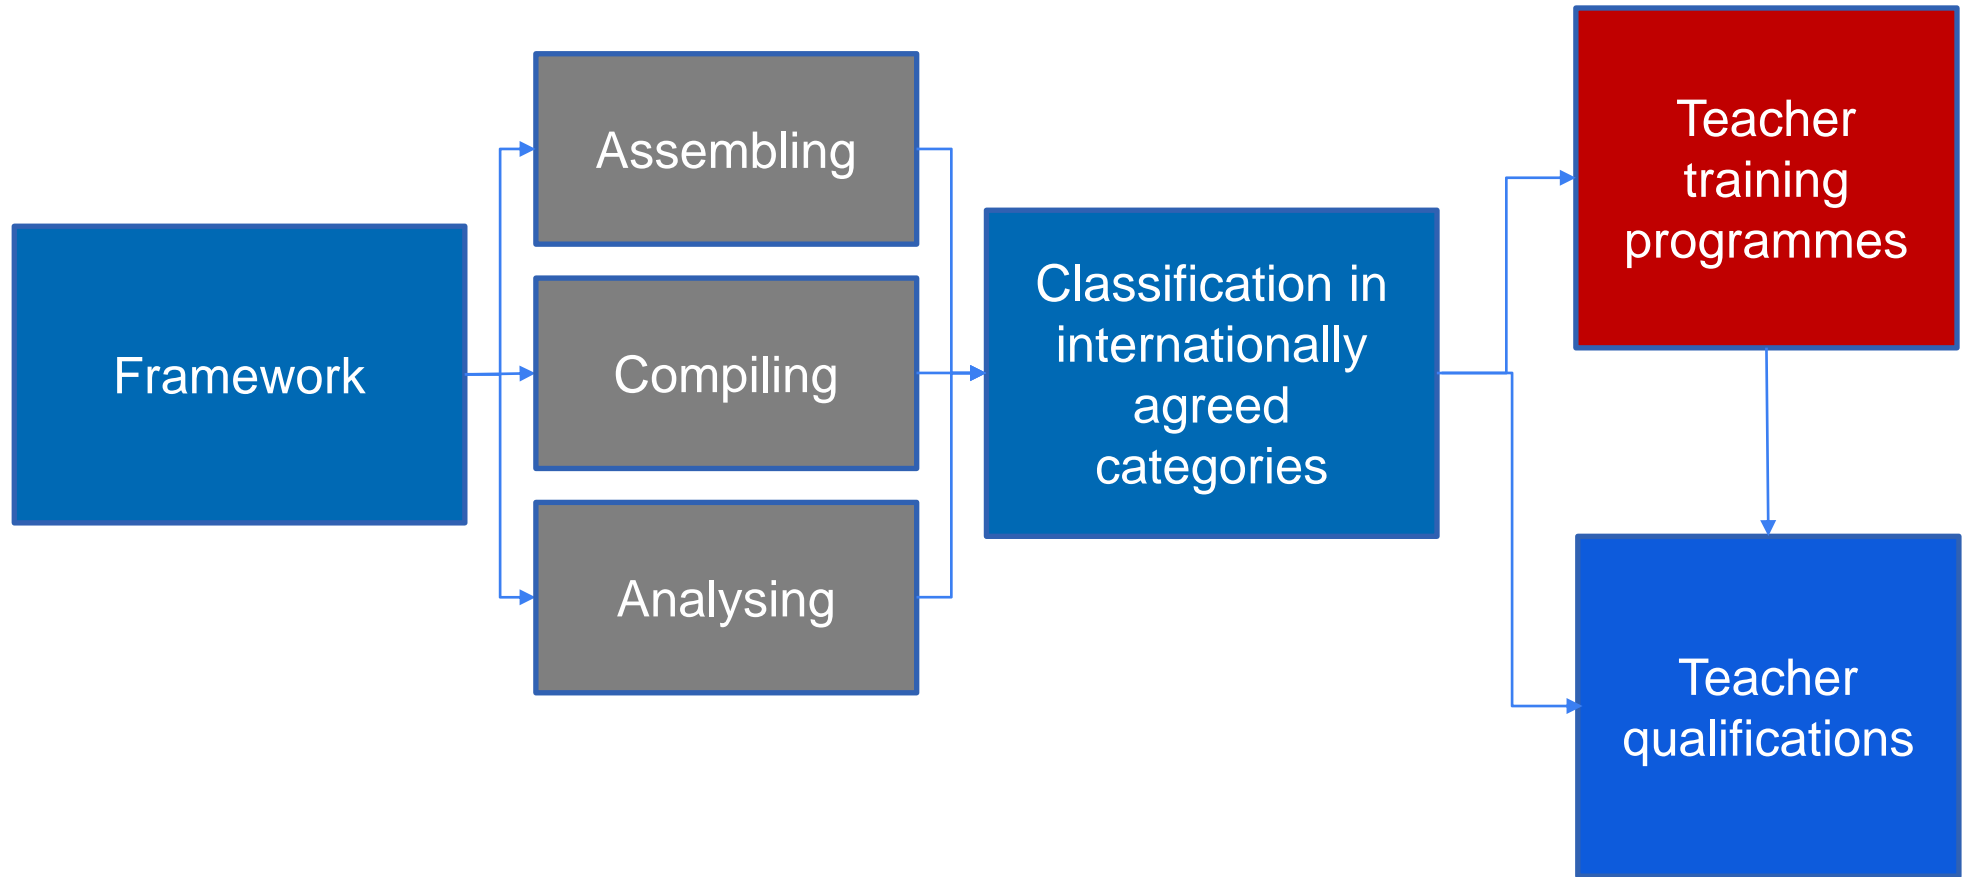 Framework
Assembling
Compiling
Analysing
Classification in
internationally
agreed
categories
Teacher
training
programmes
Teacher
qualifications